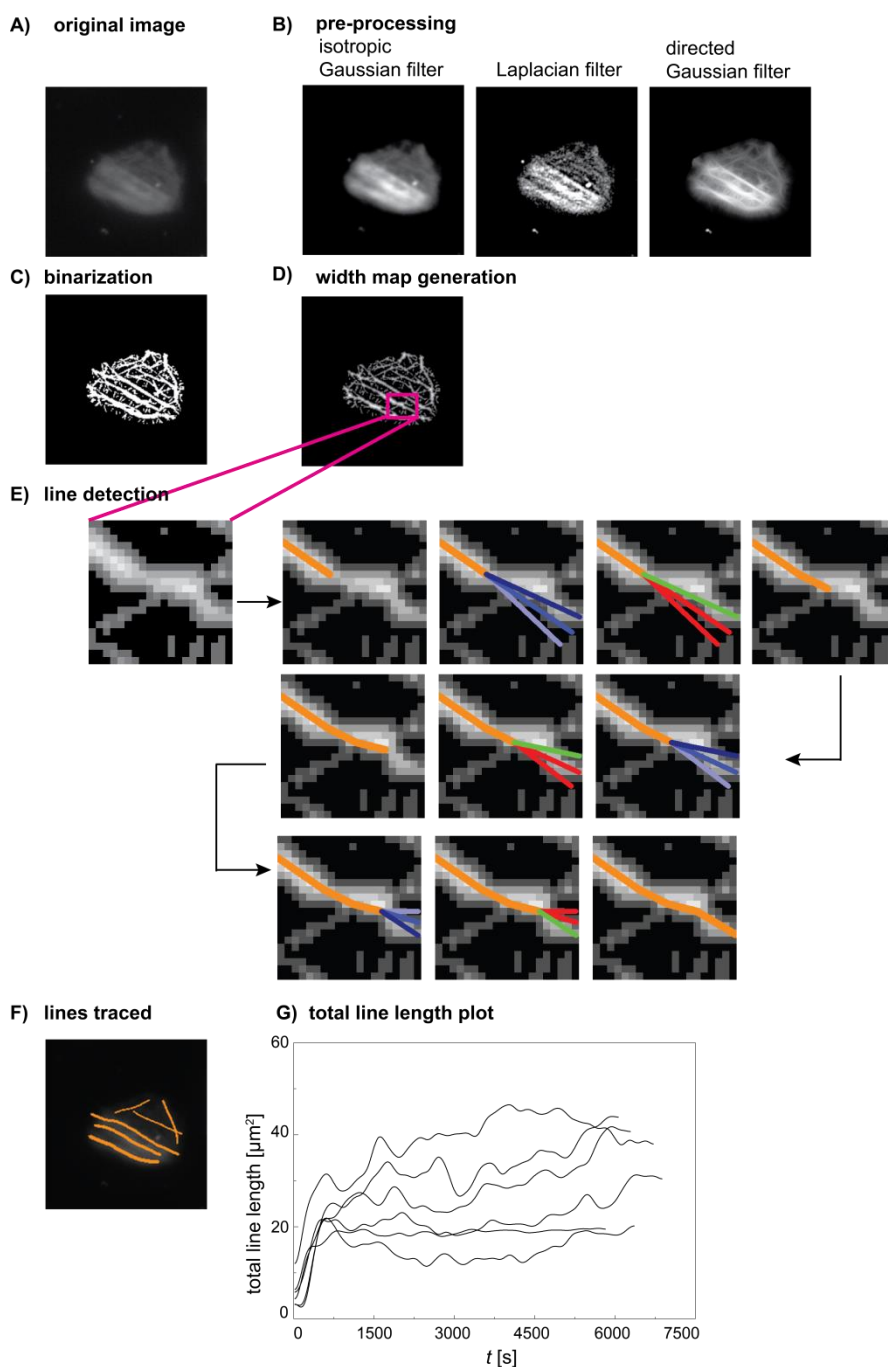 A) original image
B) pre-processing
isotropic
Gaussian filter
Laplacian filter
directed
Gaussian filter
C) binarization
D) width map generation
E) line detection
F) lines traced
G) total line length plot
total line length [µm²]
60
40
20
0
0 1500 3000 4500 6000 7500
t [s]